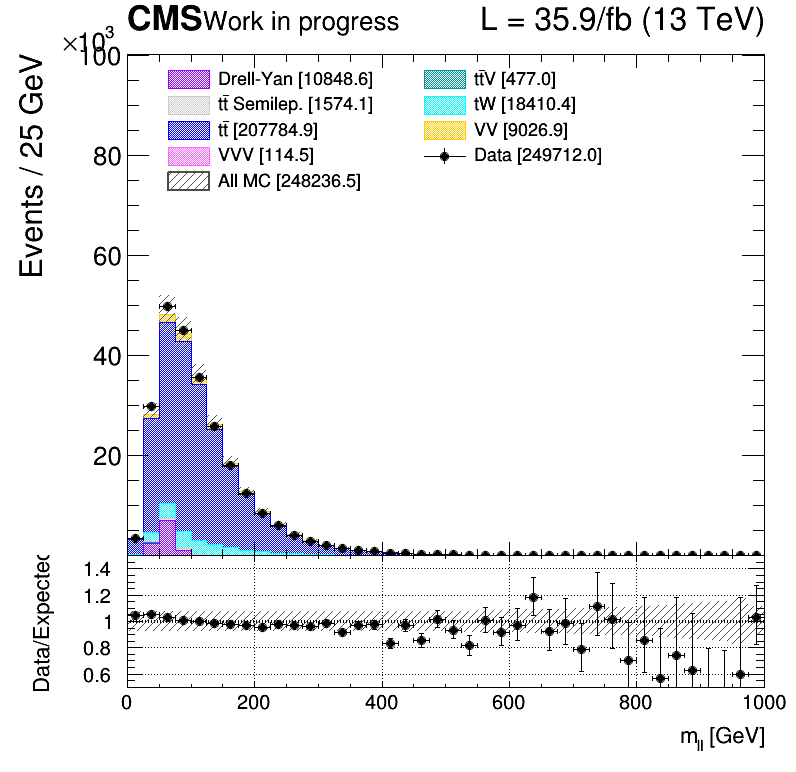 CMS Work in progress L = 35.9/fb (13 TeV)
×10³
Events / 25 GeV
100
80
60
40
20
Drell-Yan [10848.6]
tt̄ Semilep. [1574.1]
tt̄ [207784.9]
VVV [114.5]
All MC [248236.5]
tt̄V [477.0]
tW [18410.4]
VV [9026.9]
Data [249712.0]
Data/Expected
1.4
1.2
1
0.8
0.6
0 200 400 600 800 1000
m_ll [GeV]